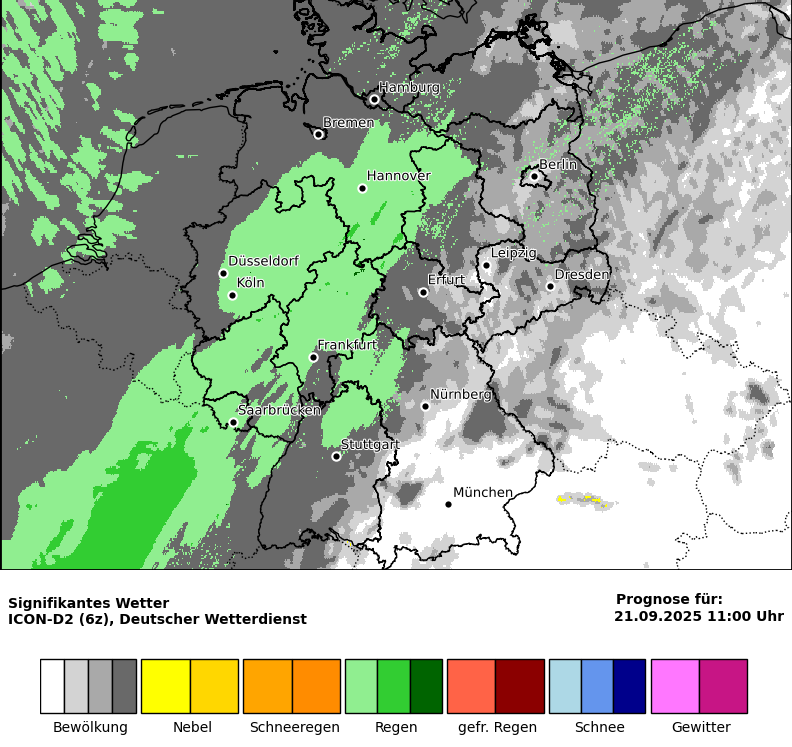 Hamburg
Bremen
Berlin
Hannover
Leipzig
Düsseldorf
Dresden
Köln
Erfurt
Frankfurt
Nürnberg
Saarbrücken
Stuttgart
München
Signifikantes Wetter
ICON-D2 (6z), Deutscher Wetterdienst
Prognose für:
21.09.2025 11:00 Uhr
Bewölkung Nebel Schneeregen Regen gefr. Regen Schnee Gewitter